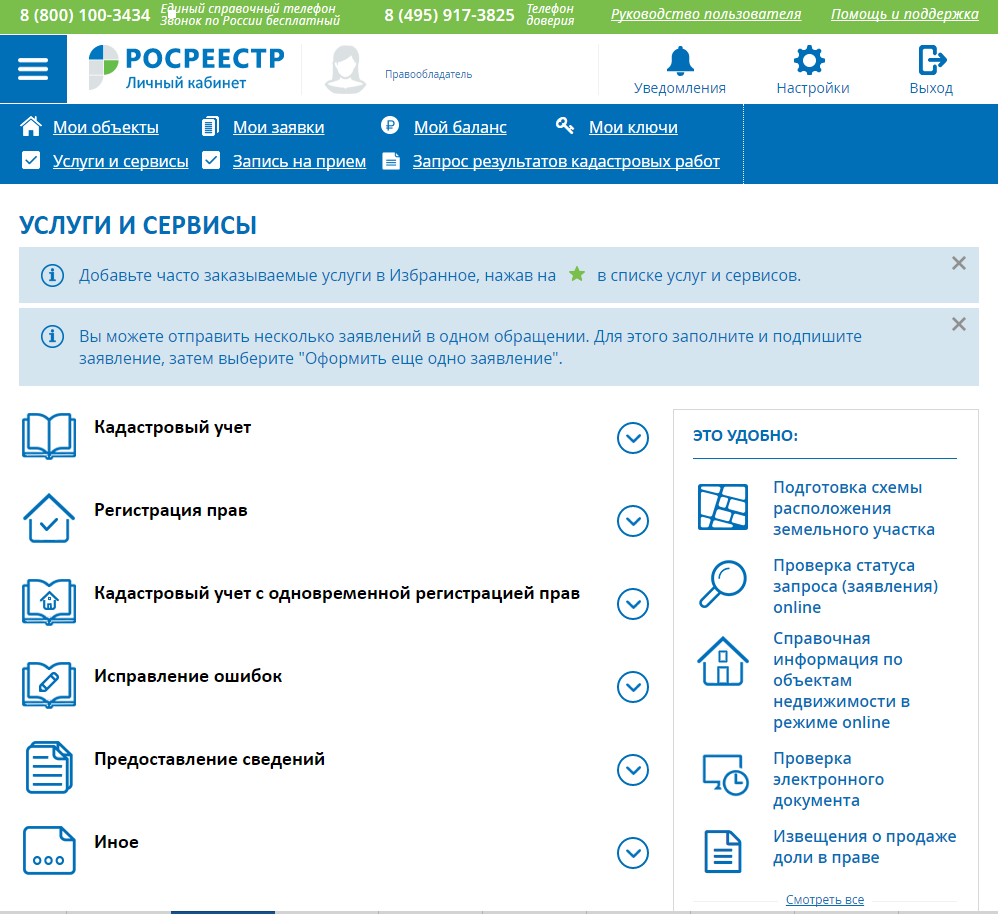 8 (800) 100-3434 Единый справочный телефон
Звонок по России бесплатный
8 (495) 917-3825 Телефон
доверия
Руководство пользователя
Помощь и поддержка
РОСРЕЕСТР
Личный кабинет
Правообладатель
Уведомления
Настройки
Выход
Мои объекты
Мои заявки
Мой баланс
Мои ключи
Услуги и сервисы
Запись на прием
Запрос результатов кадастровых работ
УСЛУГИ И СЕРВИСЫ
Добавьте часто заказываемые услуги в Избранное, нажав на в списке услуг и сервисов.
Вы можете отправить несколько заявлений в одном обращении. Для этого заполните и подпишите
заявление, затем выберите "Оформить еще одно заявление".
Кадастровый учет
Регистрация прав
Кадастровый учет с одновременной регистрацией прав
Исправление ошибок
Предоставление сведений
Иное
ЭТО УДОБНО:
Подготовка схемы
расположения
земельного участка
Проверка статуса
запроса (заявления)
online
Справочная
информация по
объектам
недвижимости в
режиме online
Проверка
электронного
документа
Извещения о продаже
доли в праве
Смотреть все